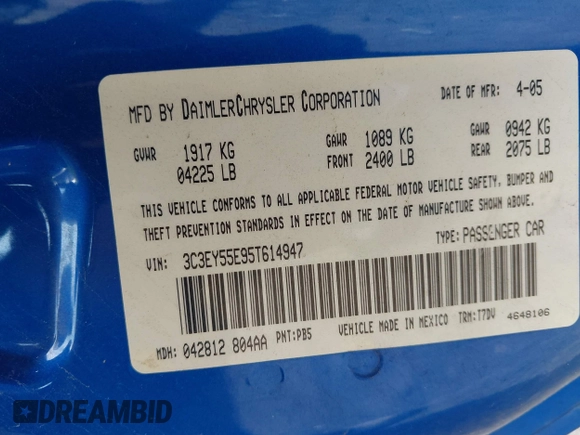 MFD BY DAIMLERCHRYSLER CORPORATION DATE OF MFR: 4-05
GVWR 1917 KG GAWR 1089 KG GAWR 0942 KG
04225 LB FRONT 2400 LB REAR 2075 LB
THIS VEHICLE CONFORMS TO ALL APPLICABLE FEDERAL MOTOR VEHICLE SAFETY, BUMPER AND
THEFT PREVENTION STANDARDS IN EFFECT ON THE DATE OF MANUFACTURE SHOWN ABOVE.
VIN: 3C3EY55E95T614947 TYPE: PASSENGER CAR
MDH: 042812 804AA PNT: PB5 VEHICLE MADE IN MEXICO TRM: T7DV 4648106
DREAMBID